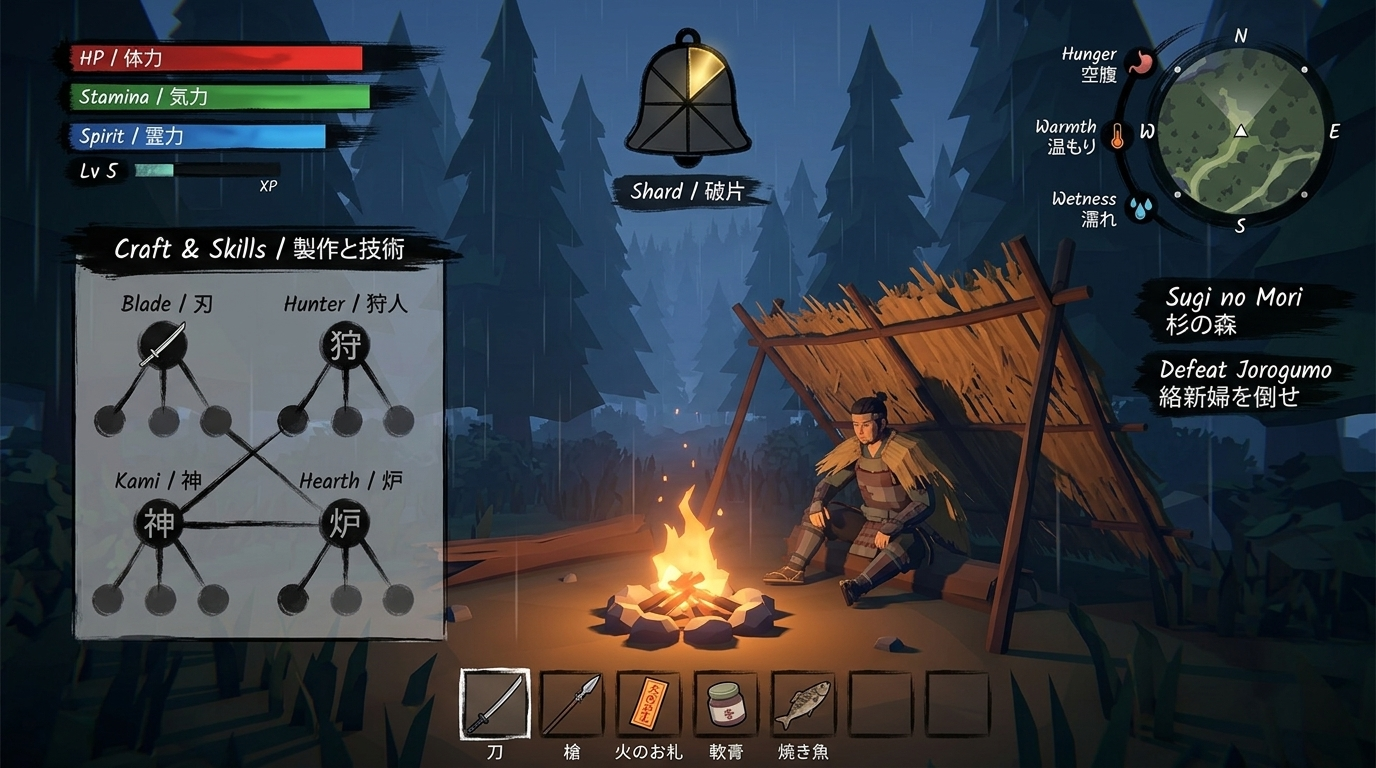 HP / 体力
Stamina / 気力
Spirit / 霊力
Lv 5
XP
Shard / 破片
Hunger
空腹
Warmth
温もり
Wetness
濡れ
N
W
E
S
Craft & Skills / 製作と技術
Blade / 刃
Hunter / 狩人
狩
Kami / 神
Hearth / 炉
神
炉
Sugi no Mori
杉の森
Defeat Jorogumo
絡新婦を倒せ
刀
槍
火のお札
軟膏
焼き魚